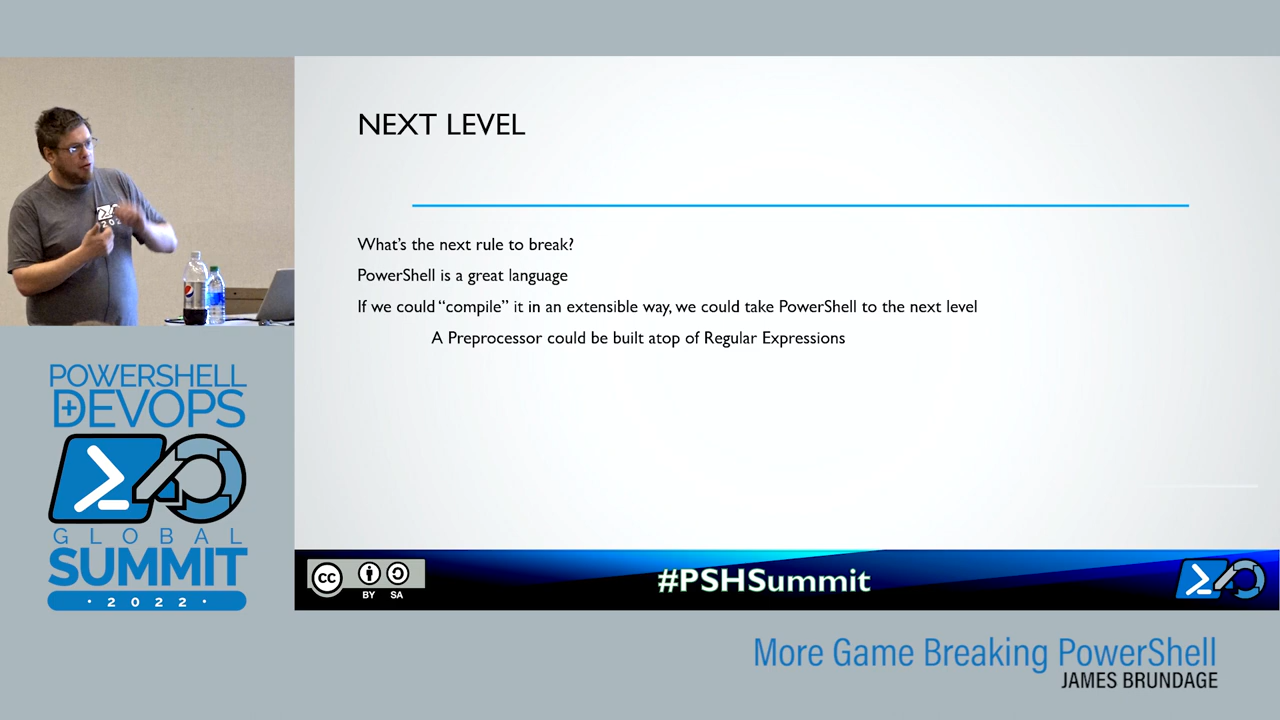 NEXT LEVEL
What's the next rule to break?
PowerShell is a great language
If we could “compile” it in an extensible way, we could take PowerShell to the next level
A Preprocessor could be built atop of Regular Expressions
POWERSHELL
+ DEVOPS
GLOBAL
SUMMIT
· 2 0 2 2 ·
cc
BY SA
#PSHSummit
More Game Breaking PowerShell
JAMES BRUNDAGE